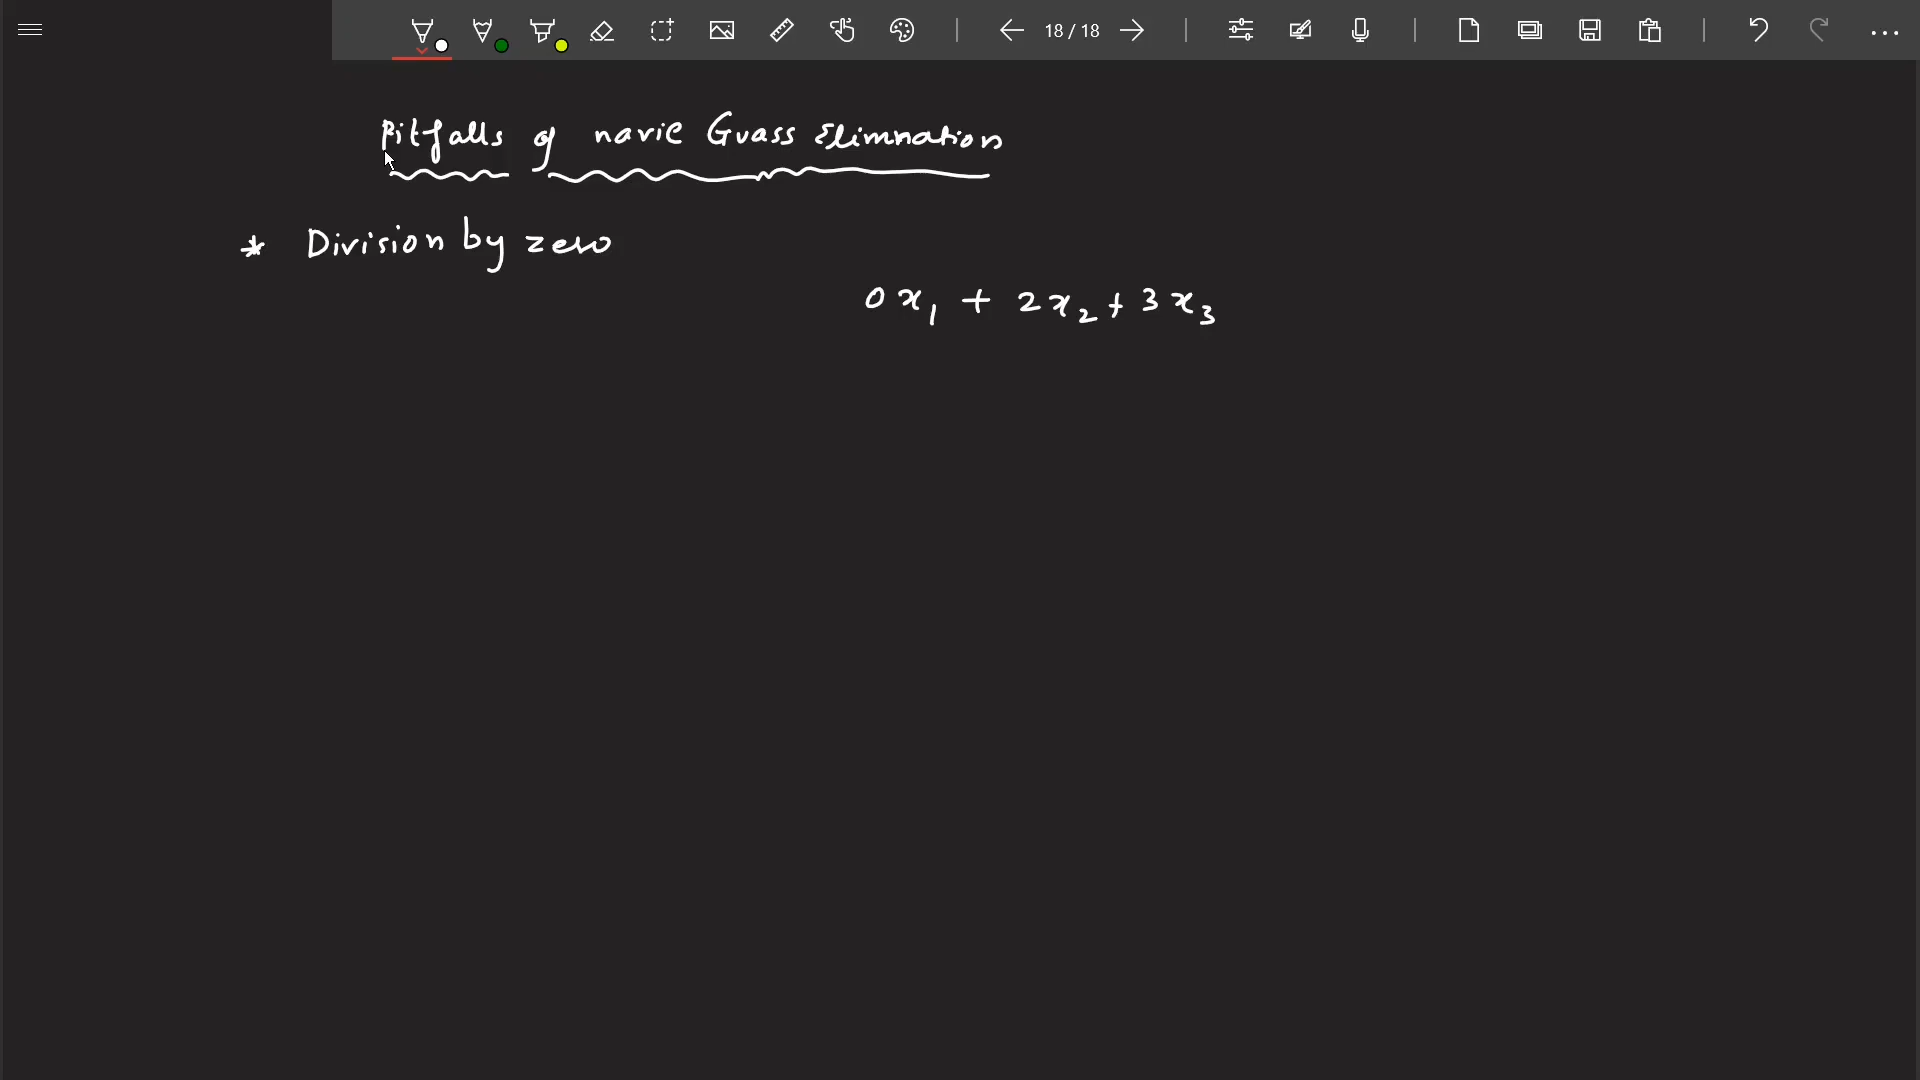 18 / 18
Pitfalls of navie Guass Elimnation
* Division by zero
0x₁ + 2x₂ + 3x₃